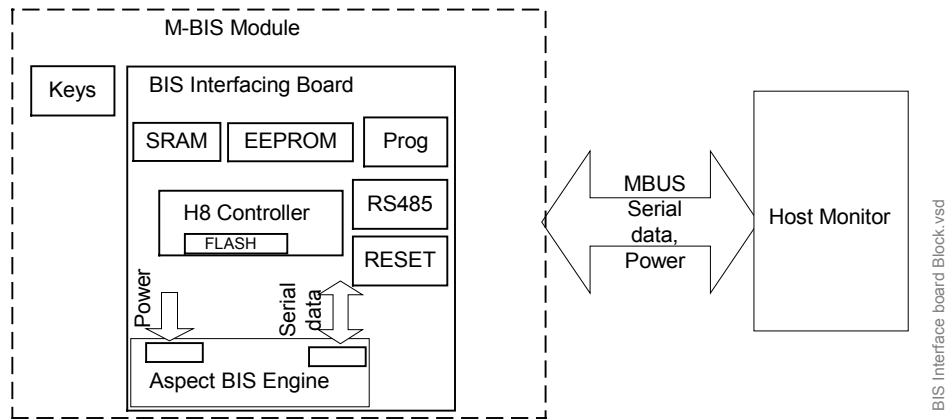 M-BIS Module
Keys
BIS Interfacing Board
SRAM
EEPROM
Prog
H8 Controller
FLASH
RS485
RESET
Power
Serial
data
Aspect BIS Engine
MBUS
Serial
data,
Power
Host Monitor
BIS Interface board Block.vsd